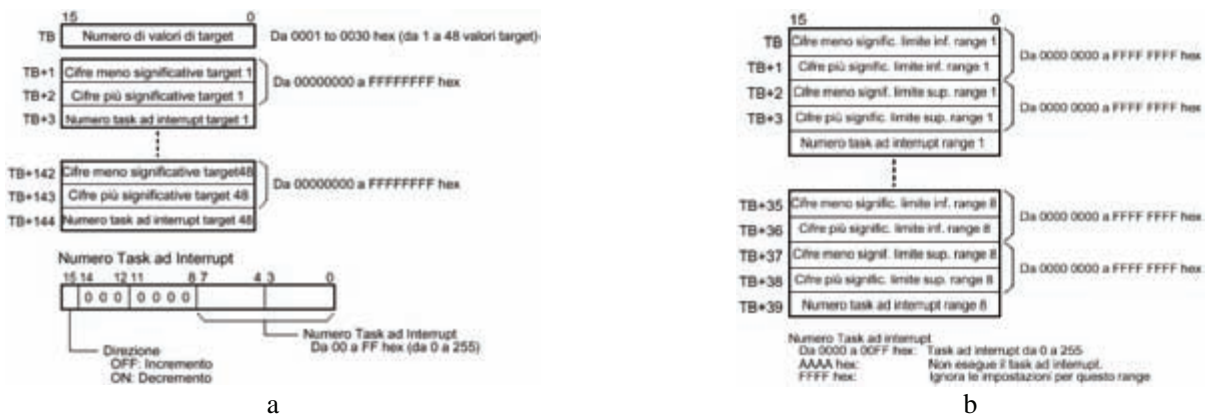 15 0
TB Numero di valori di target Da 0001 to 0030 hex (da 1 a 48 valori target)
TB+1 Cifre meno significative target 1
Da 00000000 a FFFFFFFF hex
TB+2 Cifre più significative target 1
TB+3 Numero task ad interrupt target 1
TB+142 Cifre meno significative target48
Da 00000000 a FFFFFFFF hex
TB+143 Cifre più significative target 48
TB+144 Numero task ad interrupt target 48
Numero Task ad Interrupt
15 14 12 11 8 7 4 3 0
0 0 0 0 0 0 0
Numero Task ad Interrupt
Da 00 a FF hex (da 0 a 255)
Direzione
OFF: Incremento
ON: Decremento
a
15 0
TB Cifre meno signific. limite inf. range 1
Da 0000 0000 a FFFF FFFF hex
TB+1 Cifre più signific. limite inf. range 1
TB+2 Cifre meno signif. limite sup. range 1
Da 0000 0000 a FFFF FFFF hex
TB+3 Cifre più signific. limite sup. range 1
Numero task ad interrupt range 1
TB+35 Cifre meno signific. limite inf. range 8
Da 0000 0000 a FFFF FFFF hex
TB+36 Cifre più signific. limite inf. range 8
TB+37 Cifre meno signif. limite sup. range 8
Da 0000 0000 a FFFF FFFF hex
TB+38 Cifre più signific. limite sup. range 8
TB+39 Numero task ad interrupt range 8
Numero Task ad interrupt
Da 0000 a 00FF hex: Task ad interrupt da 0 a 255
AAAA hex: Non esegue il task ad interrupt.
FFFF hex: Ignora le impostazioni per questo range
b